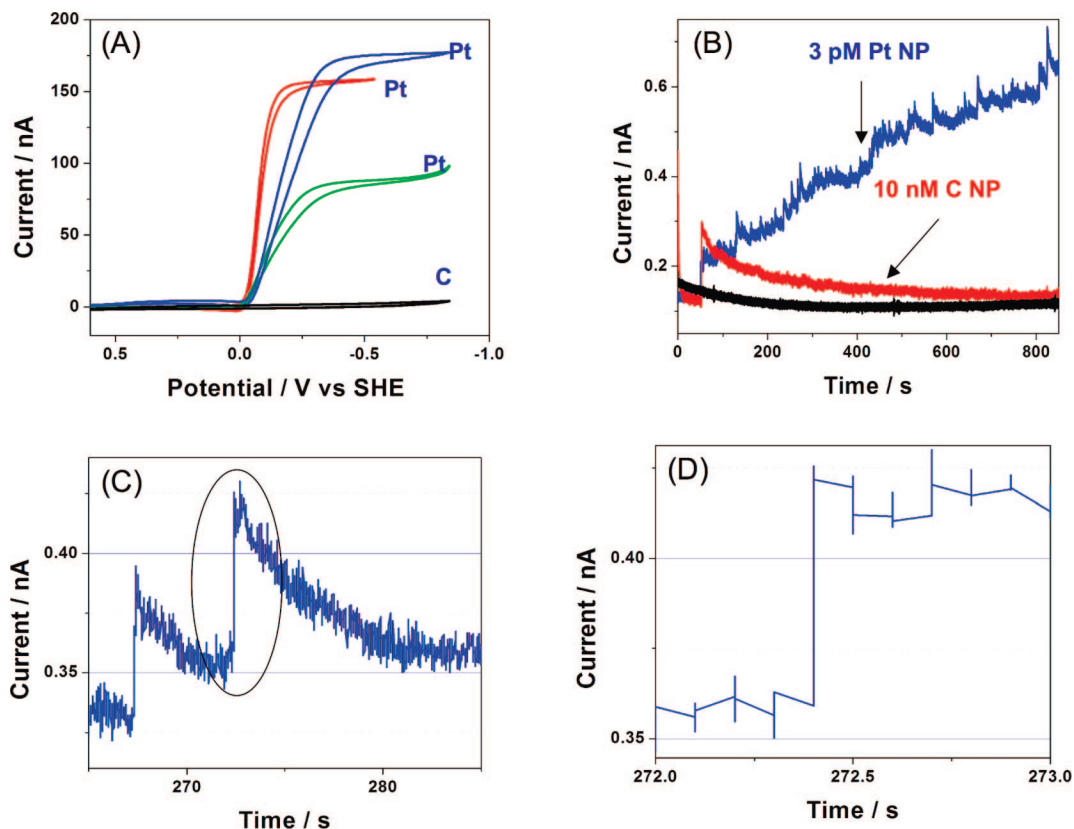 (A)
200
150
100
50
0
Current / nA
Pt
Pt
Pt
C
0.5
0.0
-0.5
-1.0
Potential / V vs SHE
(B)
3 pM Pt NP
10 nM C NP
0.6
0.4
0.2
Current / nA
0
200
400
600
800
Time / s
(C)
0.40
0.35
Current / nA
270
280
Time / s
(D)
0.40
0.35
Current / nA
272.0
272.5
273.0
Time / s